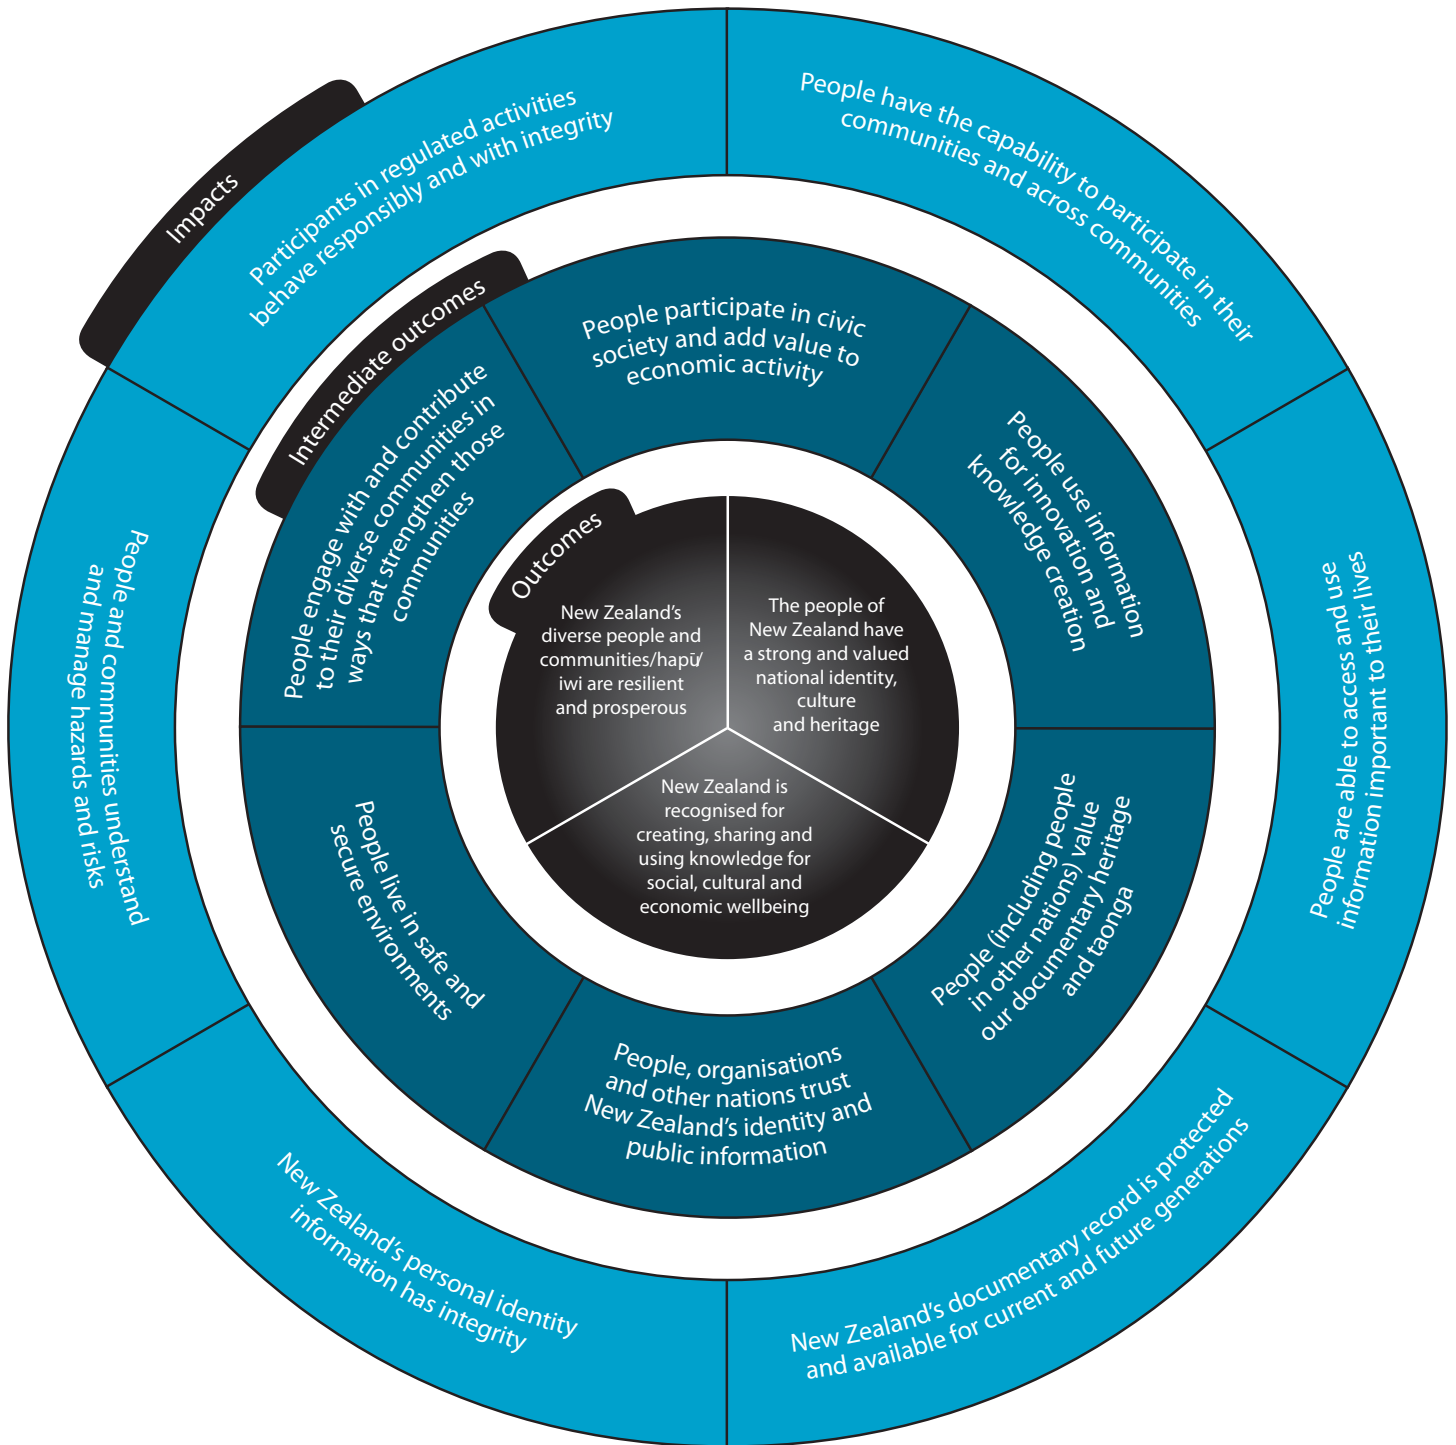 Impacts
Participants in regulated activities
behave responsibly and with integrity
People have the capability to participate in their
communities and across communities
People are able to access and use
information important to their lives
New Zealand's documentary record is protected
and available for current and future generations
New Zealand's personal identity
information has integrity
People and communities understand
and manage hazards and risks
Intermediate outcomes
People engage with and contribute
to their diverse communities in
ways that strengthen those
communities
People participate in civic
society and add value to
economic activity
People use information
for innovation and
knowledge creation
People (including people
in other nations) value
our documentary heritage
and taonga
People, organisations
and other nations trust
New Zealand's identity and
public information
People live in safe and
secure environments
Outcomes
New Zealand's
diverse people and
communities/hapū/
iwi are resilient
and prosperous
The people of
New Zealand have
a strong and valued
national identity,
culture
and heritage
New Zealand is
recognised for
creating, sharing and
using knowledge for
social, cultural and
economic wellbeing